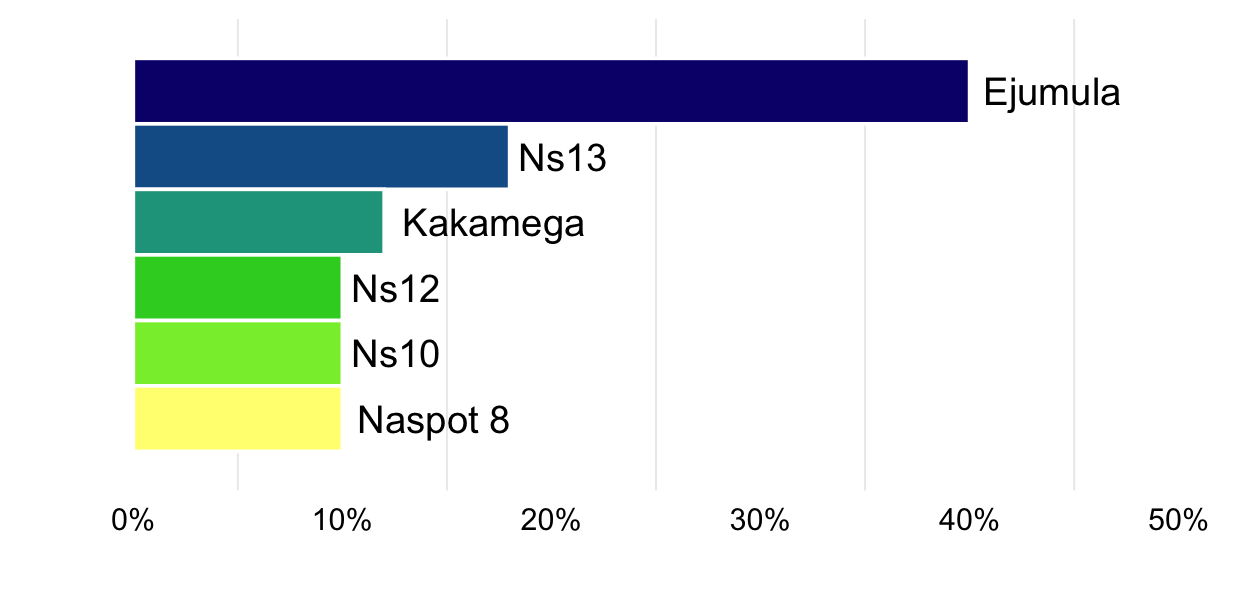 Ejumula
Ns13
Kakamega
Ns12
Ns10
Naspot 8
0% 10% 20% 30% 40% 50%